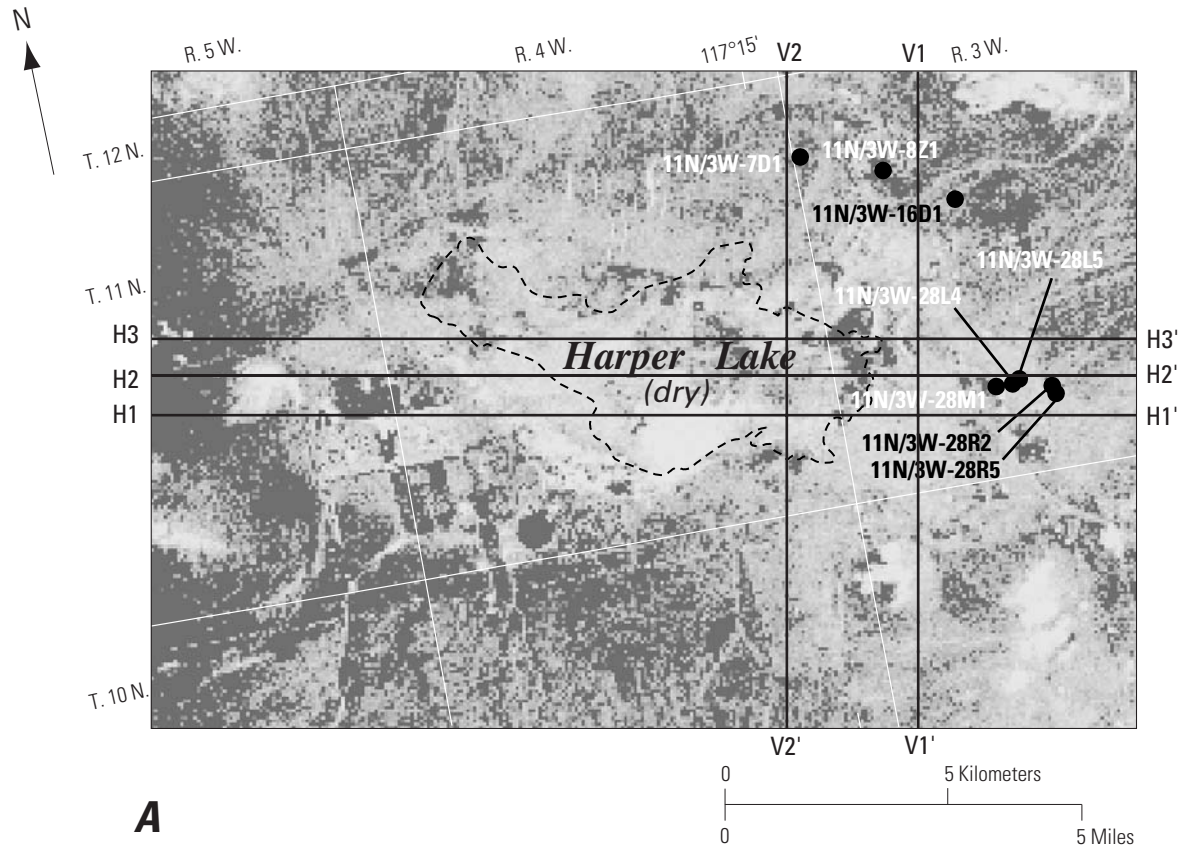 N
R. 5 W.
R. 4 W.
117°15'
V2
V1
R. 3 W.
T. 12 N.
11N/3W-7D1
11N/3W-8Z1
11N/3W-16D1
11N/3W-28L5
T. 11 N.
11N/3W-28L4
H3
H3'
Harper Lake
H2
H2'
(dry)
11N/3W-28M1
H1
H1'
11N/3W-28R2
11N/3W-28R5
T. 10 N.
V2'
V1'
0
5 Kilometers
A
0
5 Miles